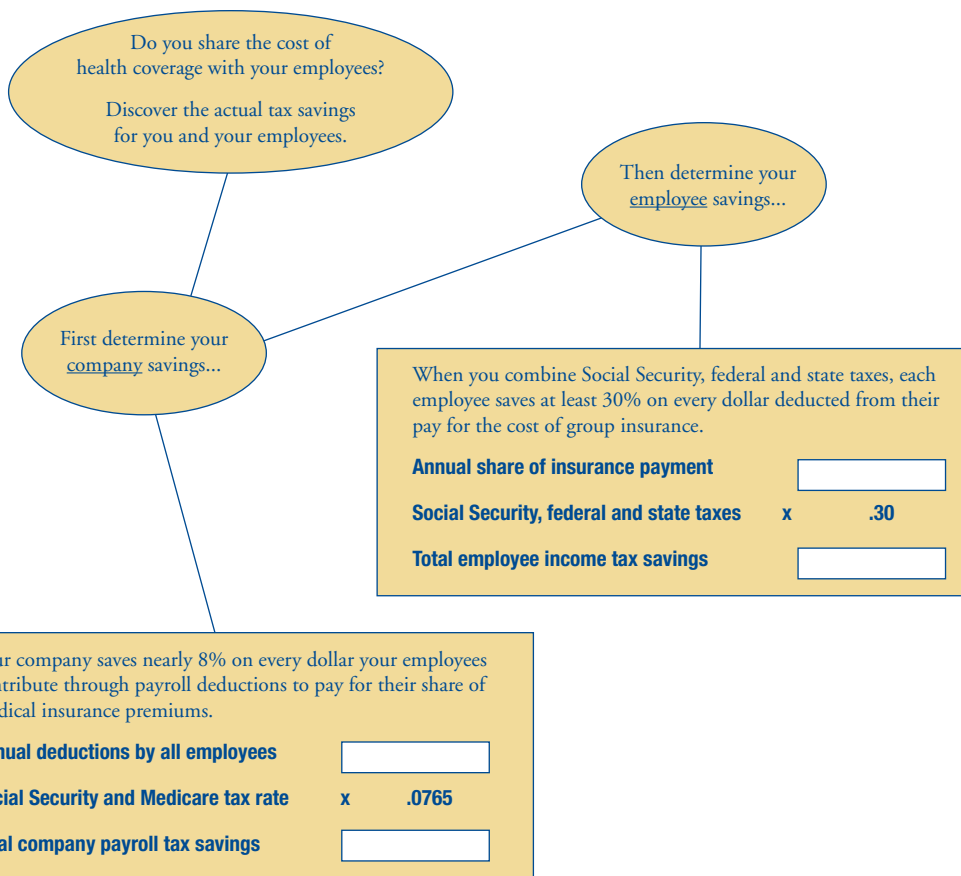 Do you share the cost of
health coverage with your employees?
Discover the actual tax savings
for you and your employees.
Then determine your
employee savings...
First determine your
company savings...
When you combine Social Security, federal and state taxes, each
employee saves at least 30% on every dollar deducted from their
pay for the cost of group insurance.
Annual share of insurance payment
Social Security, federal and state taxes x .30
Total employee income tax savings
ur company saves nearly 8% on every dollar your employees
ntribute through payroll deductions to pay for their share of
dical insurance premiums.
nual deductions by all employees
cial Security and Medicare tax rate x .0765
al company payroll tax savings